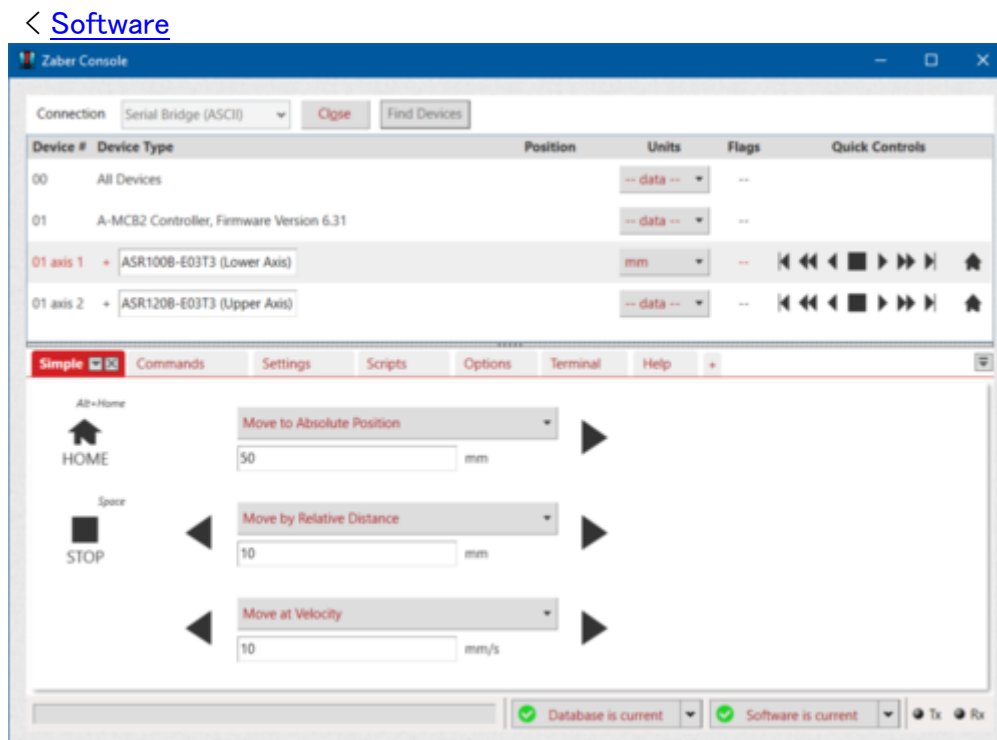 < Software
Zaber Console
Connection Serial Bridge (ASCII) Close Find Devices
Device # Device Type Position Units Flags Quick Controls
00 All Devices -- data -- --
01 A-MCB2 Controller, Firmware Version 6.31 -- data -- --
01 axis 1 + ASR100B-E03T3 (Lower Axis) mm --
01 axis 2 + ASR120B-E03T3 (Upper Axis) -- data -- --
Simple Commands Settings Scripts Options Terminal Help +
Alt+Home
HOME
Move to Absolute Position
50 mm
Space
STOP
Move by Relative Distance
10 mm
Move at Velocity
10 mm/s
Database is current Software is current Tx Rx